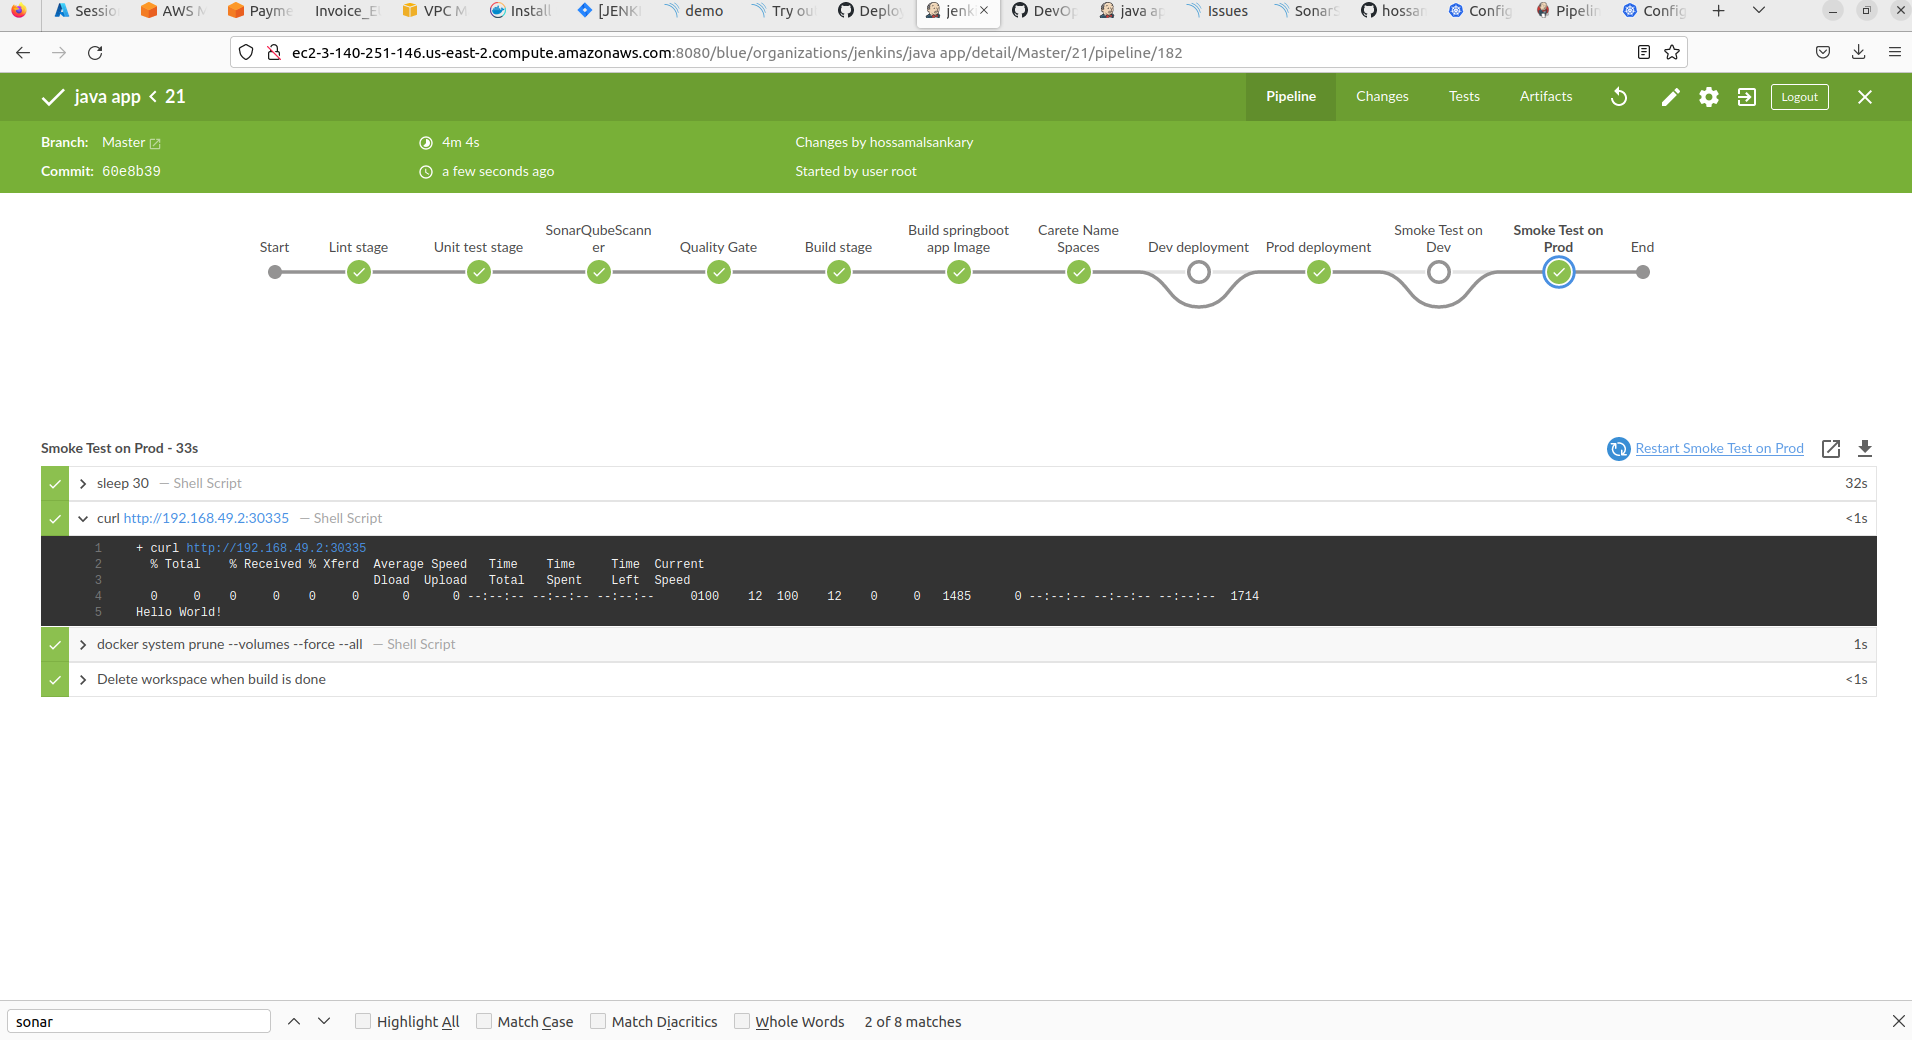 Sessio AWS M Payme Invoice_E VPC M Install [JENK demo Try ou Deploy jenk DevOp java ap Issues SonarS hossan Config Pipelin Config
ec2-3-140-251-146.us-east-2.compute.amazonaws.com:8080/blue/organizations/jenkins/java app/detail/Master/21/pipeline/182
java app < 21 Pipeline Changes Tests Artifacts Logout
Branch: Master 4m 4s Changes by hossamalsankary
Commit: 60e8b39 a few seconds ago Started by user root
SonarQubeScann Build springboot Carete Name Smoke Test on Smoke Test on
Start Lint stage Unit test stage er Quality Gate Build stage app Image Spaces Dev deployment Prod deployment Dev Prod End
Smoke Test on Prod - 33s Restart Smoke Test on Prod
sleep 30 — Shell Script 32s
curl http://192.168.49.2:30335 — Shell Script <1s
1 + curl http://192.168.49.2:30335
2 % Total % Received % Xferd Average Speed Time Time Time Current
3 Dload Upload Total Spent Left Speed
4 0 0 0 0 0 0 0 0 --:--:-- --:--:-- --:--:-- 0100 12 100 12 0 0 1485 0 --:--:-- --:--:-- --:--:-- 1714
5 Hello World!
docker system prune --volumes --force --all — Shell Script 1s
Delete workspace when build is done <1s
sonar Highlight All Match Case Match Diacritics Whole Words 2 of 8 matches